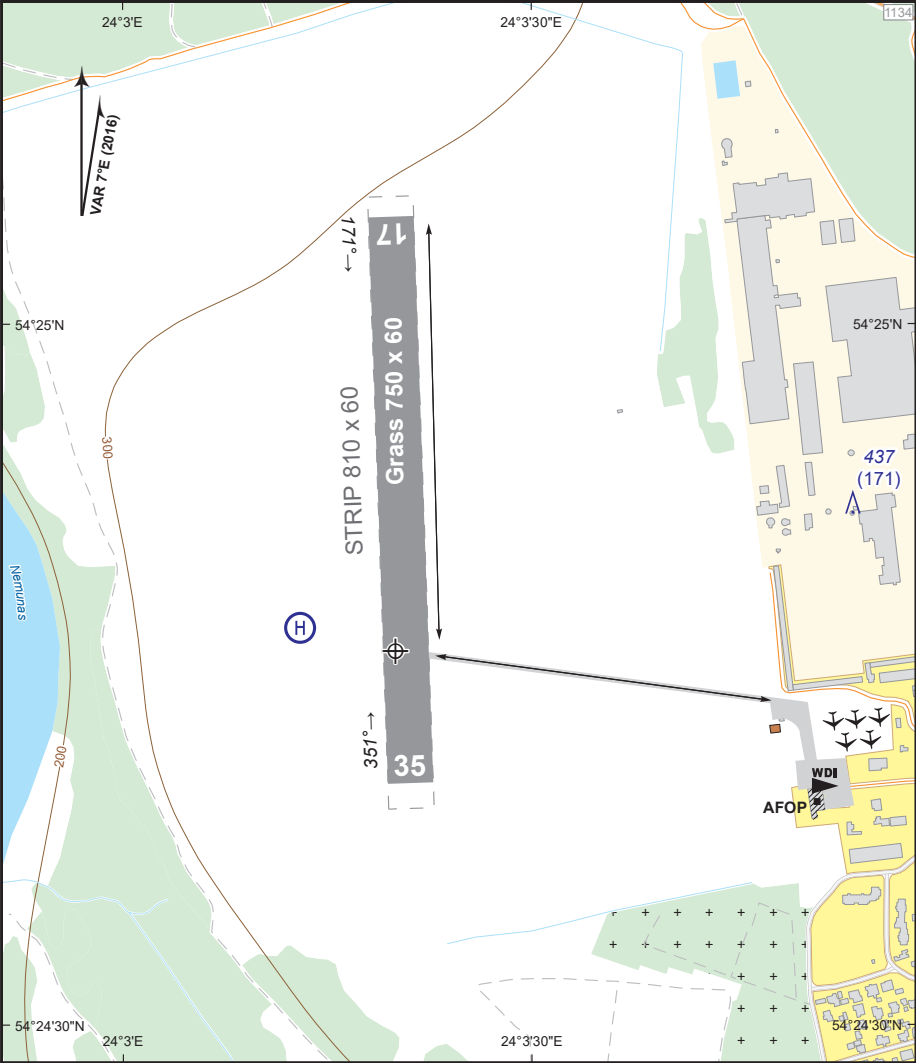 24°3'E
24°3'30"E
1134
VAR 7°E (2016)
17
171°→
54°25'N
54°25'N
Grass 750 x 60
STRIP 810 x 60
300
437
(171)
Nemunas
H
351°→
200
35
WDI
AFOP
54°24'30"N
54°24'30"N
24°3'E
24°3'30"E